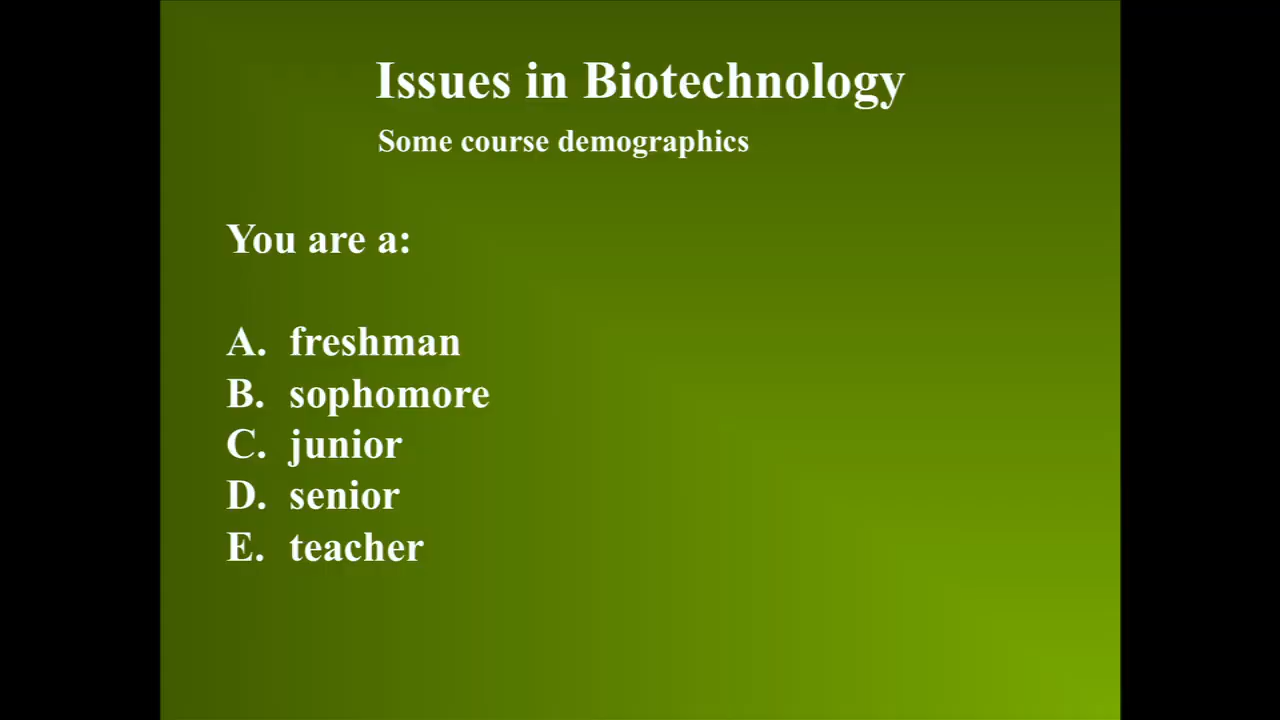 Issues in Biotechnology
Some course demographics
You are a:
A. freshman
B. sophomore
C. junior
D. senior
E. teacher